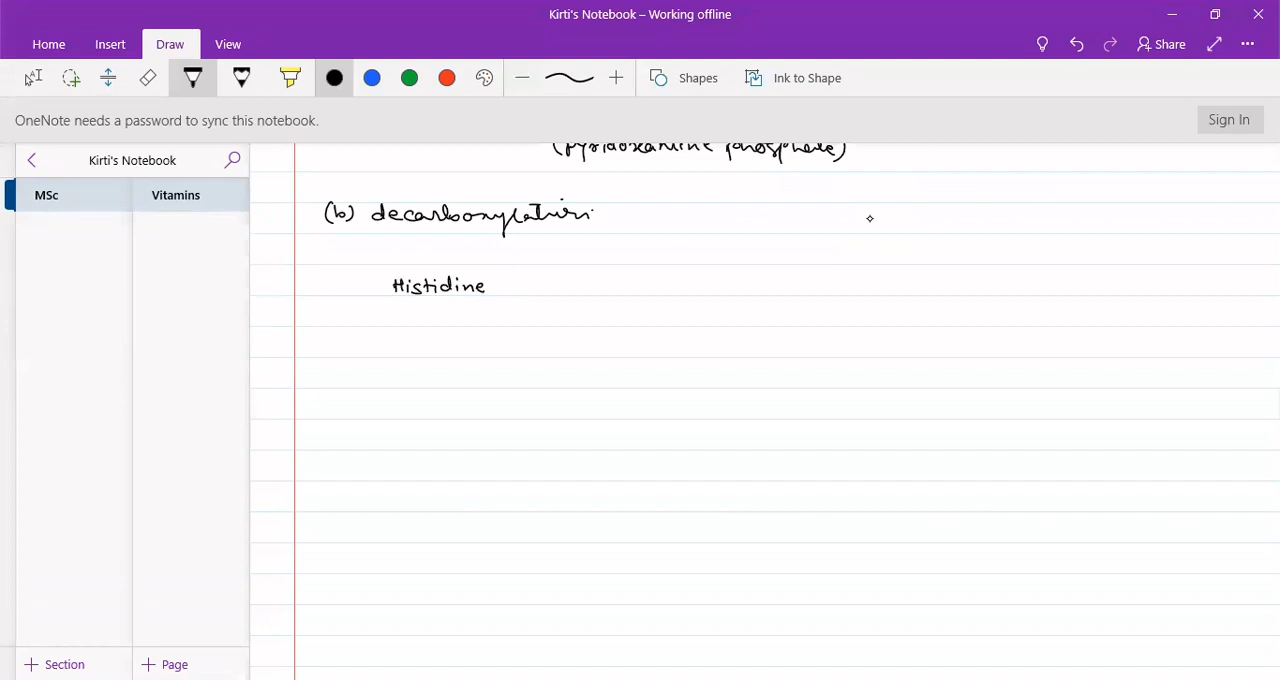 Kirti's Notebook – Working offline
Home Insert Draw View Share
Shapes Ink to Shape
OneNote needs a password to sync this notebook. Sign In
Kirti's Notebook
MSc Vitamins
(pyridoxamine phosphate)
(b) decarboxylation
Histidine
+ Section + Page